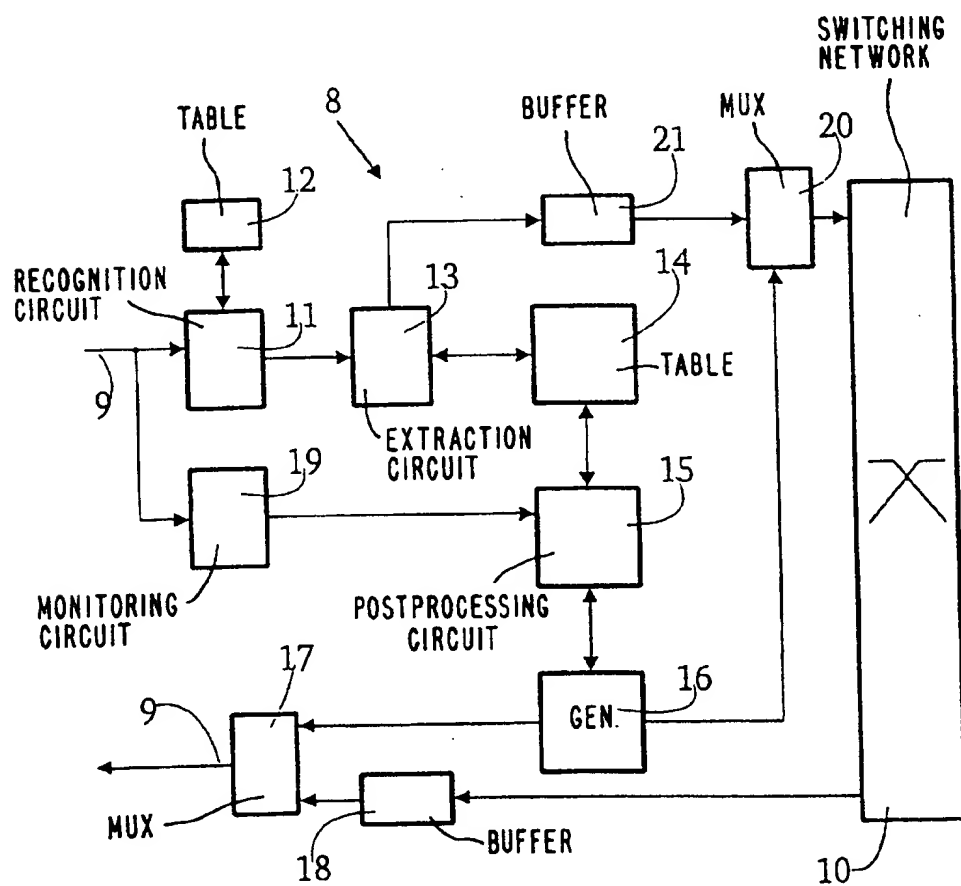 SWITCHING
NETWORK
8
TABLE
BUFFER
MUX
12
21
20
RECOGNITION
CIRCUIT
11
13
14
TABLE
9
EXTRACTION
CIRCUIT
19
15
MONITORING
CIRCUIT
POSTPROCESSING
CIRCUIT
17
9
GEN.
16
MUX
18
BUFFER
10